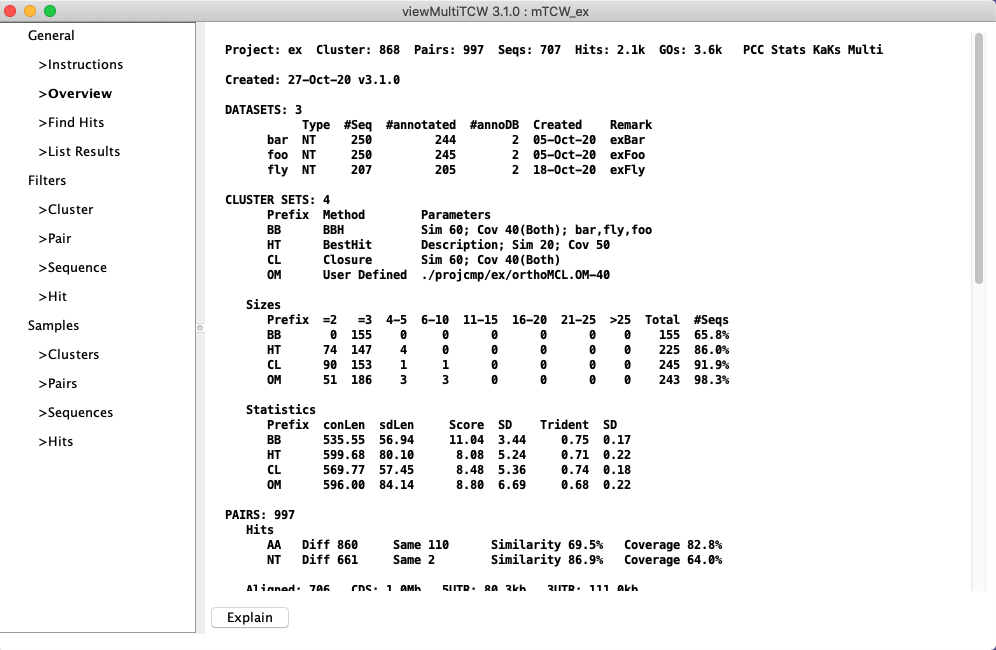 viewMultiTCW 3.1.0 : mTCW_ex
General
>Instructions
>Overview
>Find Hits
>List Results
Filters
>Cluster
>Pair
>Sequence
>Hit
Samples
>Clusters
>Pairs
>Sequences
>Hits
Project: ex  Cluster: 868  Pairs: 997  Seqs: 707  Hits: 2.1k  GOs: 3.6k   PCC Stats KaKs Multi
Created: 27-Oct-20 v3.1.0
DATASETS: 3
Type  #Seq  #annotated  #annoDB  Created    Remark
bar  NT   250         244        2  05-Oct-20  exBar
foo  NT   250         245        2  05-Oct-20  exFoo
fly  NT   207         205        2  18-Oct-20  exFly
CLUSTER SETS: 4
Prefix  Method        Parameters
BB      BBH           Sim 60; Cov 40(Both); bar,fly,foo
HT      BestHit       Description; Sim 20; Cov 50
CL      Closure       Sim 60; Cov 40(Both)
OM      User Defined  ./projcmp/ex/orthoMCL.OM-40
Sizes
Prefix  =2   =3  4-5  6-10  11-15  16-20  21-25  >25  Total  #Seqs
BB       0  155    0     0      0      0      0    0    155  65.8%
HT      74  147    4     0      0      0      0    0    225  86.0%
CL      90  153    1     1      0      0      0    0    245  91.9%
OM      51  186    3     3      0      0      0    0    243  98.3%
Statistics
Prefix  conLen  sdLen     Score  SD    Trident  SD
BB      535.55  56.94     11.04  3.44     0.75  0.17
HT      599.68  80.10      8.08  5.24     0.71  0.22
CL      569.77  57.45      8.48  5.36     0.74  0.18
OM      596.00  84.14      8.80  6.69     0.68  0.22
PAIRS: 997
Hits
AA   Diff 860     Same 110      Similarity 69.5%   Coverage 82.8%
NT   Diff 661     Same 2        Similarity 86.9%   Coverage 64.0%
Aligned: 706   CDS: 1.0Mb   5UTR: 80.3kb   3UTR: 111.0kb
Explain